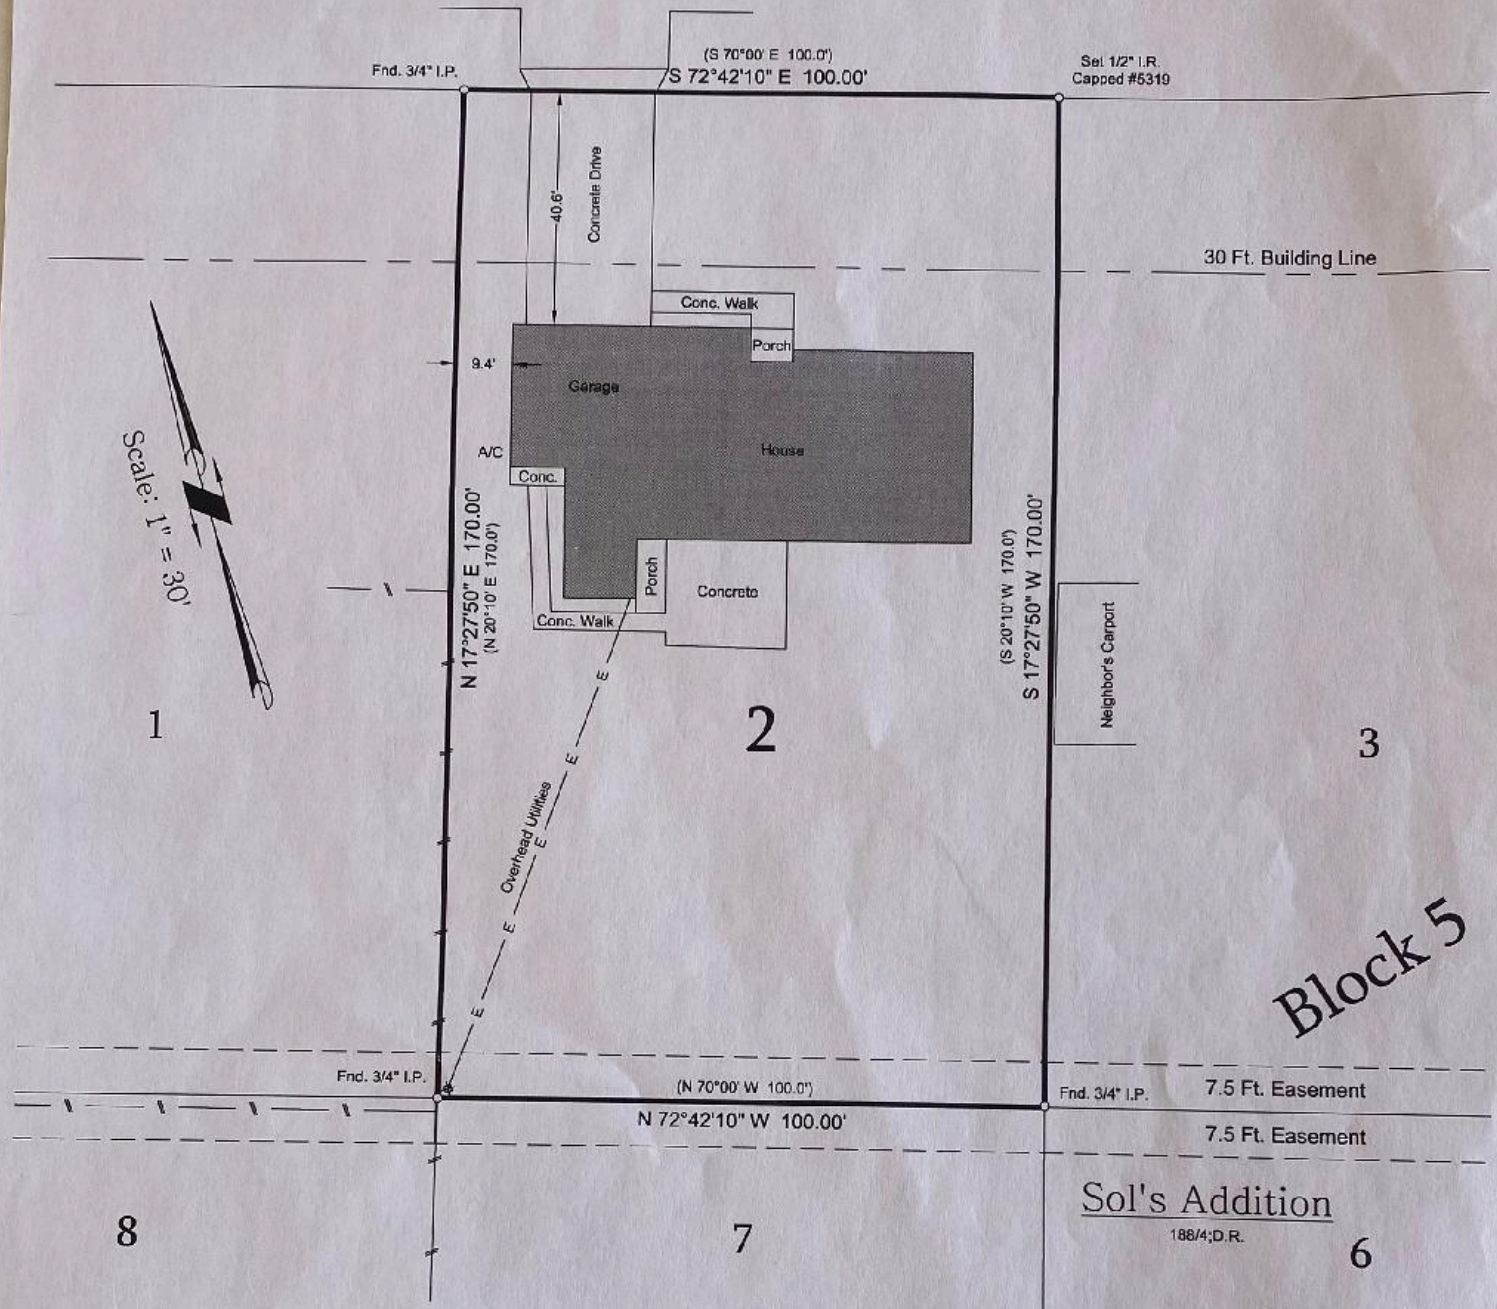 (S 70°00' E 100.0')
S 72°42'10" E 100.00'
Fnd. 3/4" I.P.
Set 1/2" I.R.
Capped #5319
Concrete Drive
40.6'
30 Ft. Building Line
Conc. Walk
Porch
9.4'
Garage
House
A/C
Conc.
Scale: 1" = 30'
N 17°27'50" E 170.00'
(N 20°10' E 170.0')
(S 20°10' W 170.0')
S 17°27'50" W 170.00'
Porch
Concrete
Conc. Walk
Neighbor's Carport
E
1
2
3
E
Overhead Utilities
E
E
Block 5
E
Fnd. 3/4" I.P.
(N 70°00' W 100.0')
Fnd. 3/4" I.P.
7.5 Ft. Easement
N 72°42'10" W 100.00'
7.5 Ft. Easement
Sol's Addition
188/4;D.R.
8
7
6